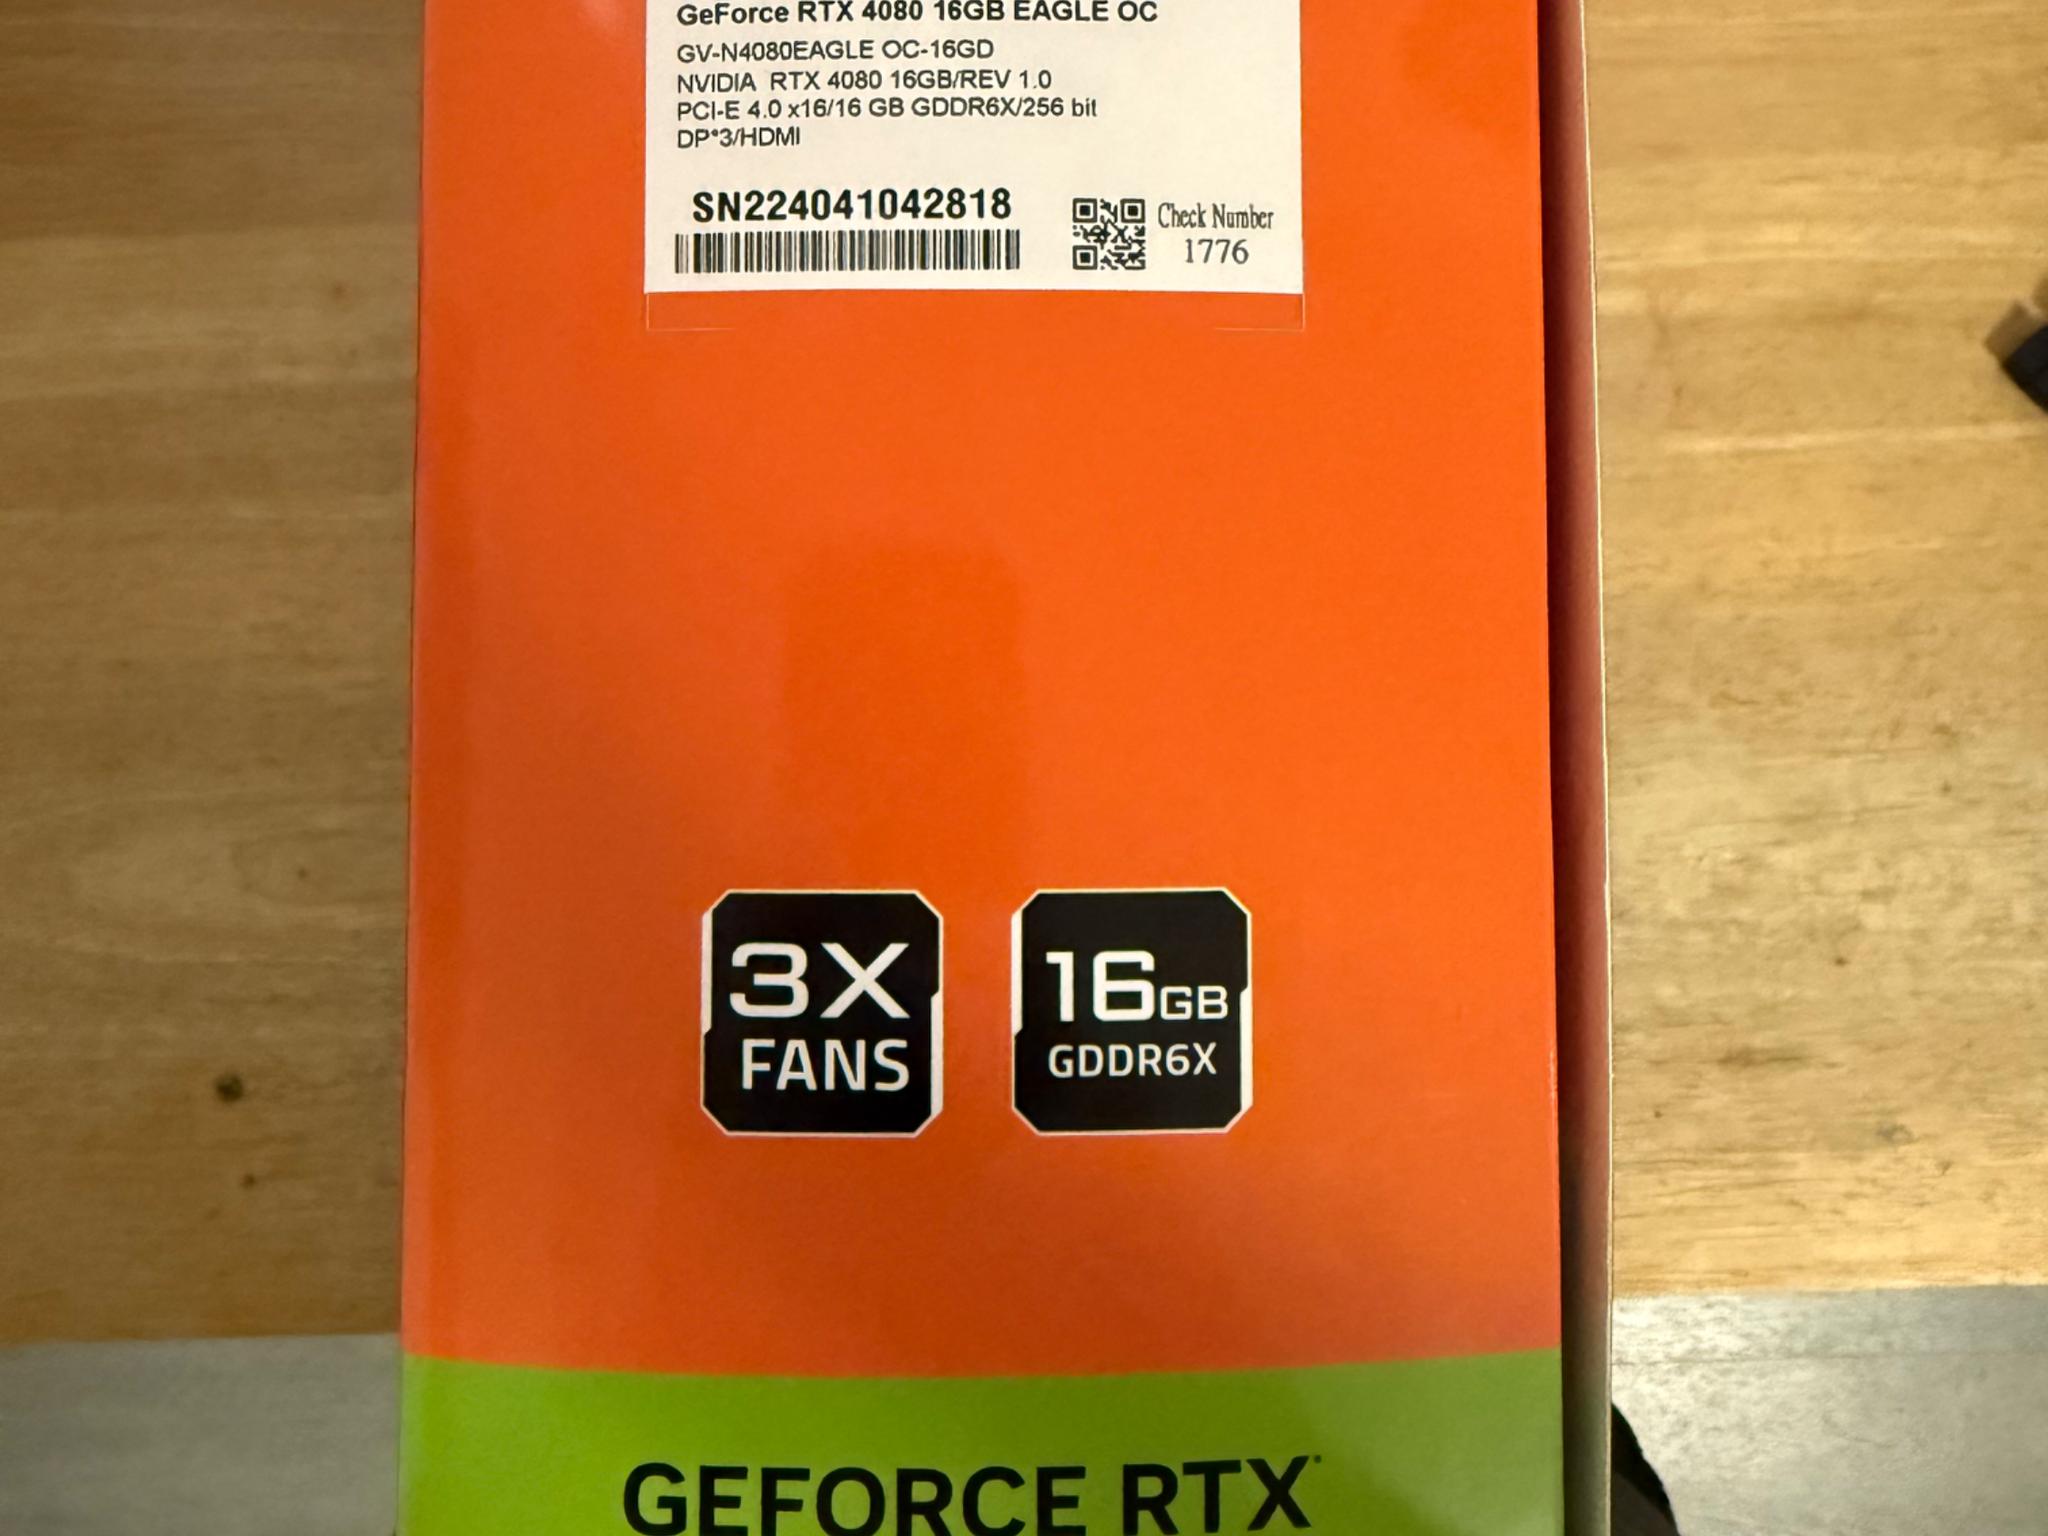 GeForce RTX 4080 16GB EAGLE OC
GV-N4080EAGLE OC-16GD
NVIDIA RTX 4080 16GB/REV 1.0
PCI-E 4.0 x16/16 GB GDDR6X/256 bit
DP*3/HDMI
SN224041042818
Check Number
1776
3X
FANS
16GB
GDDR6X
GEFORCE RTX